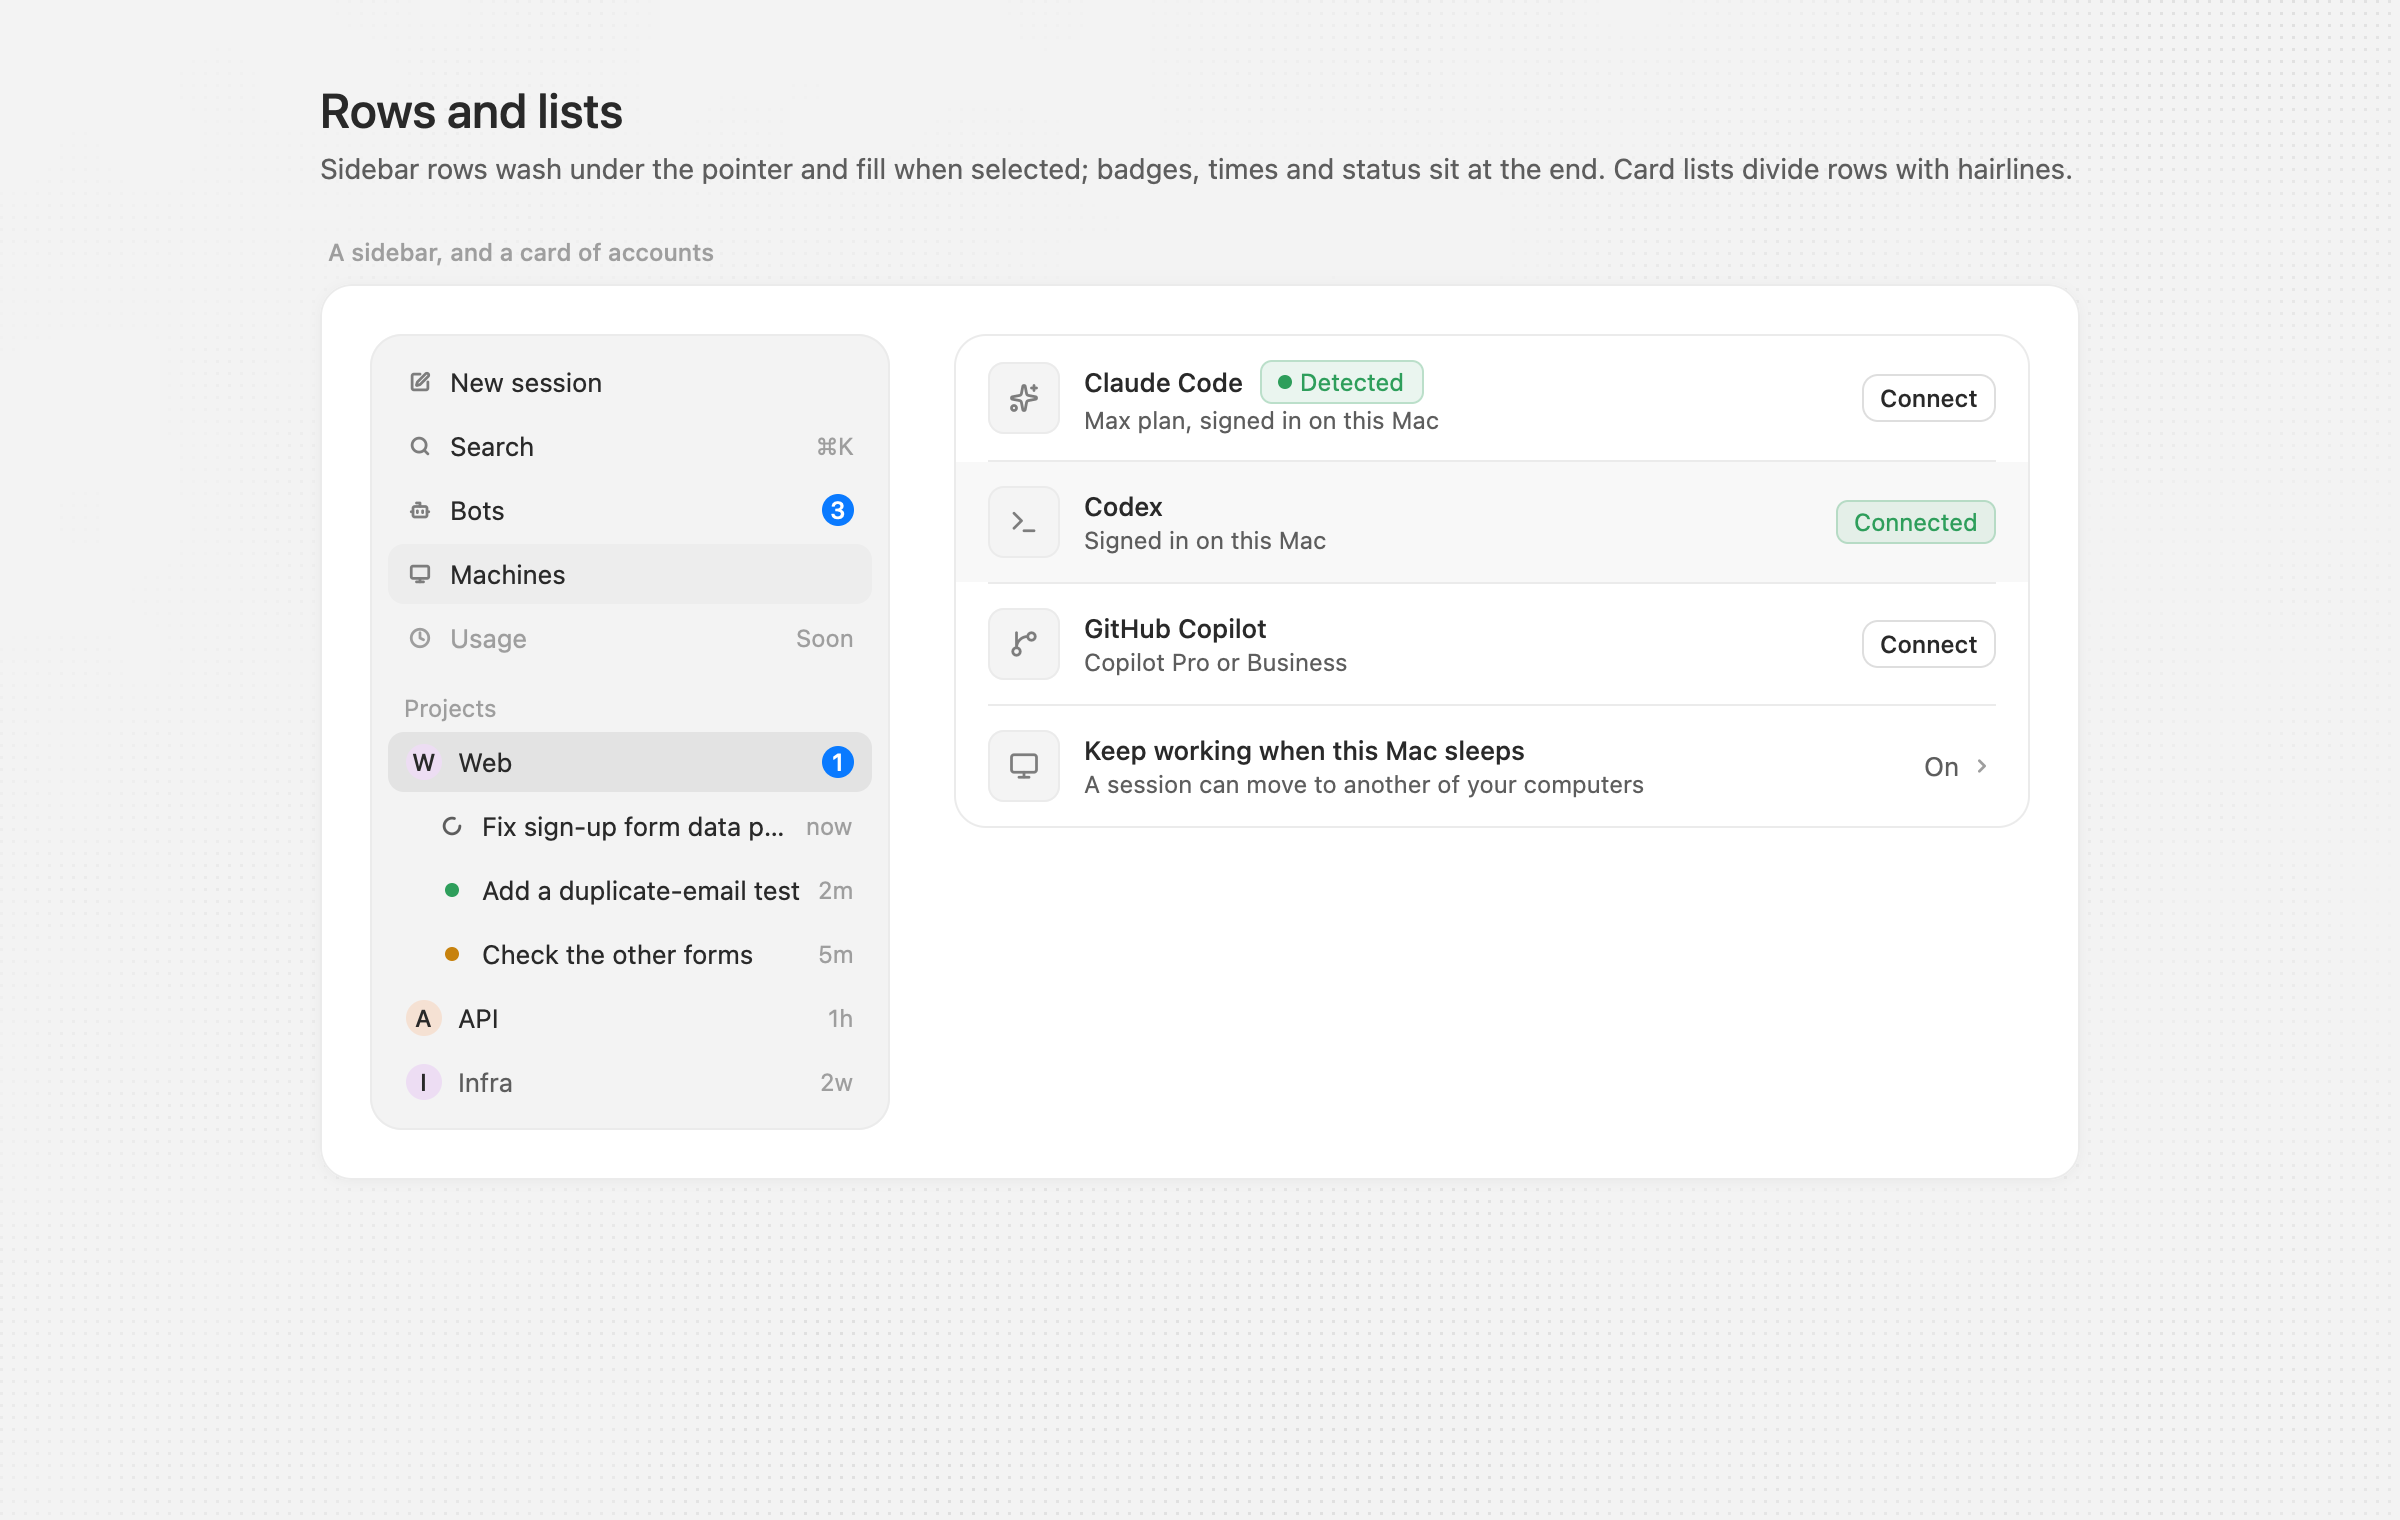 Rows and lists
Sidebar rows wash under the pointer and fill when selected; badges, times and status sit at the end. Card lists divide rows with hairlines.
A sidebar, and a card of accounts
New session
Search ⌘K
Bots 3
Machines
Usage Soon
Projects
W Web 1
Fix sign-up form data p... now
Add a duplicate-email test 2m
Check the other forms 5m
A API 1h
I Infra 2w
Claude Code Detected
Max plan, signed in on this Mac
Connect
Codex
Signed in on this Mac
Connected
GitHub Copilot
Copilot Pro or Business
Connect
Keep working when this Mac sleeps
A session can move to another of your computers
On